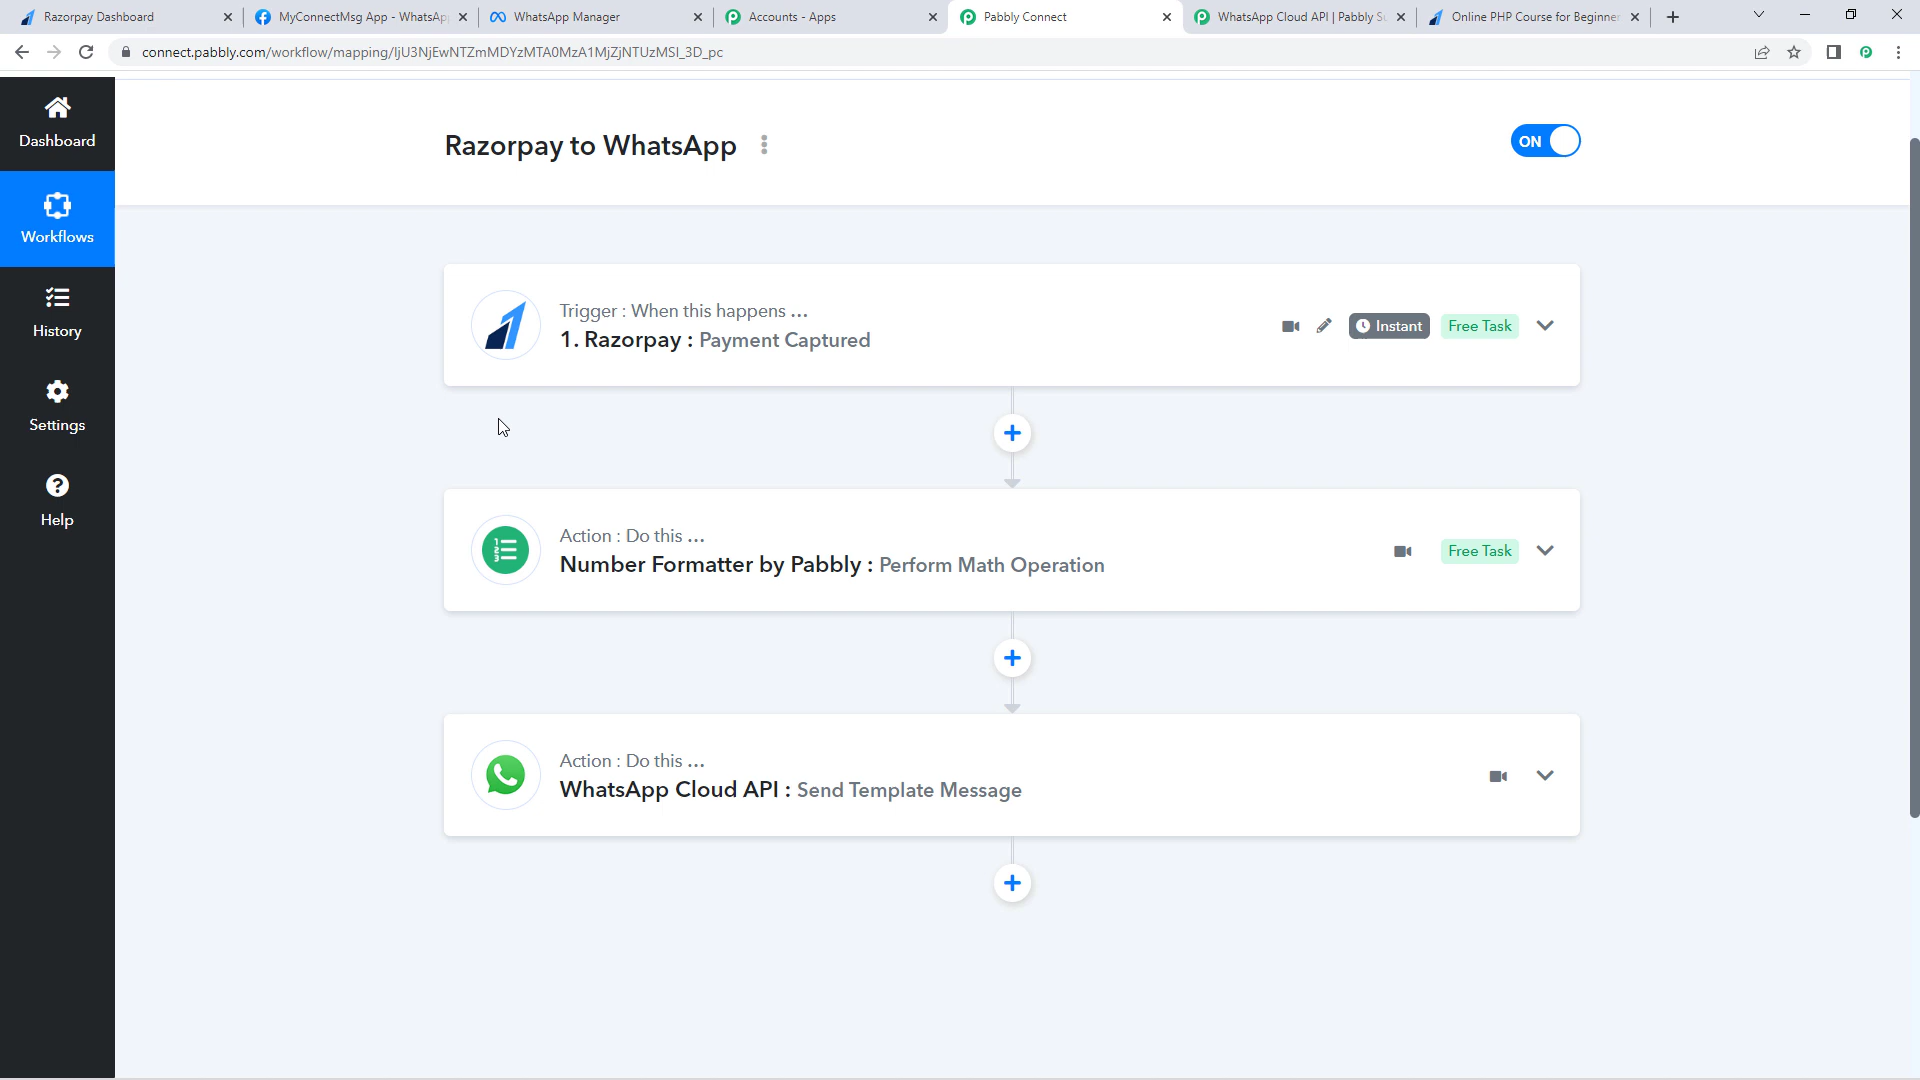 Razorpay Dashboard
MyConnectMsg App - WhatsAp
WhatsApp Manager
Accounts - Apps
Pabbly Connect
WhatsApp Cloud API | Pabbly S
Online PHP Course for Beginner
connect.pabbly.com/workflow/mapping/
Dashboard
Workflows
History
Settings
Help
Razorpay to WhatsApp
ON
Trigger : When this happens ...
1. Razorpay : Payment Captured
Instant
Free Task
Action : Do this ...
Number Formatter by Pabbly : Perform Math Operation
Free Task
Action : Do this ...
WhatsApp Cloud API : Send Template Message